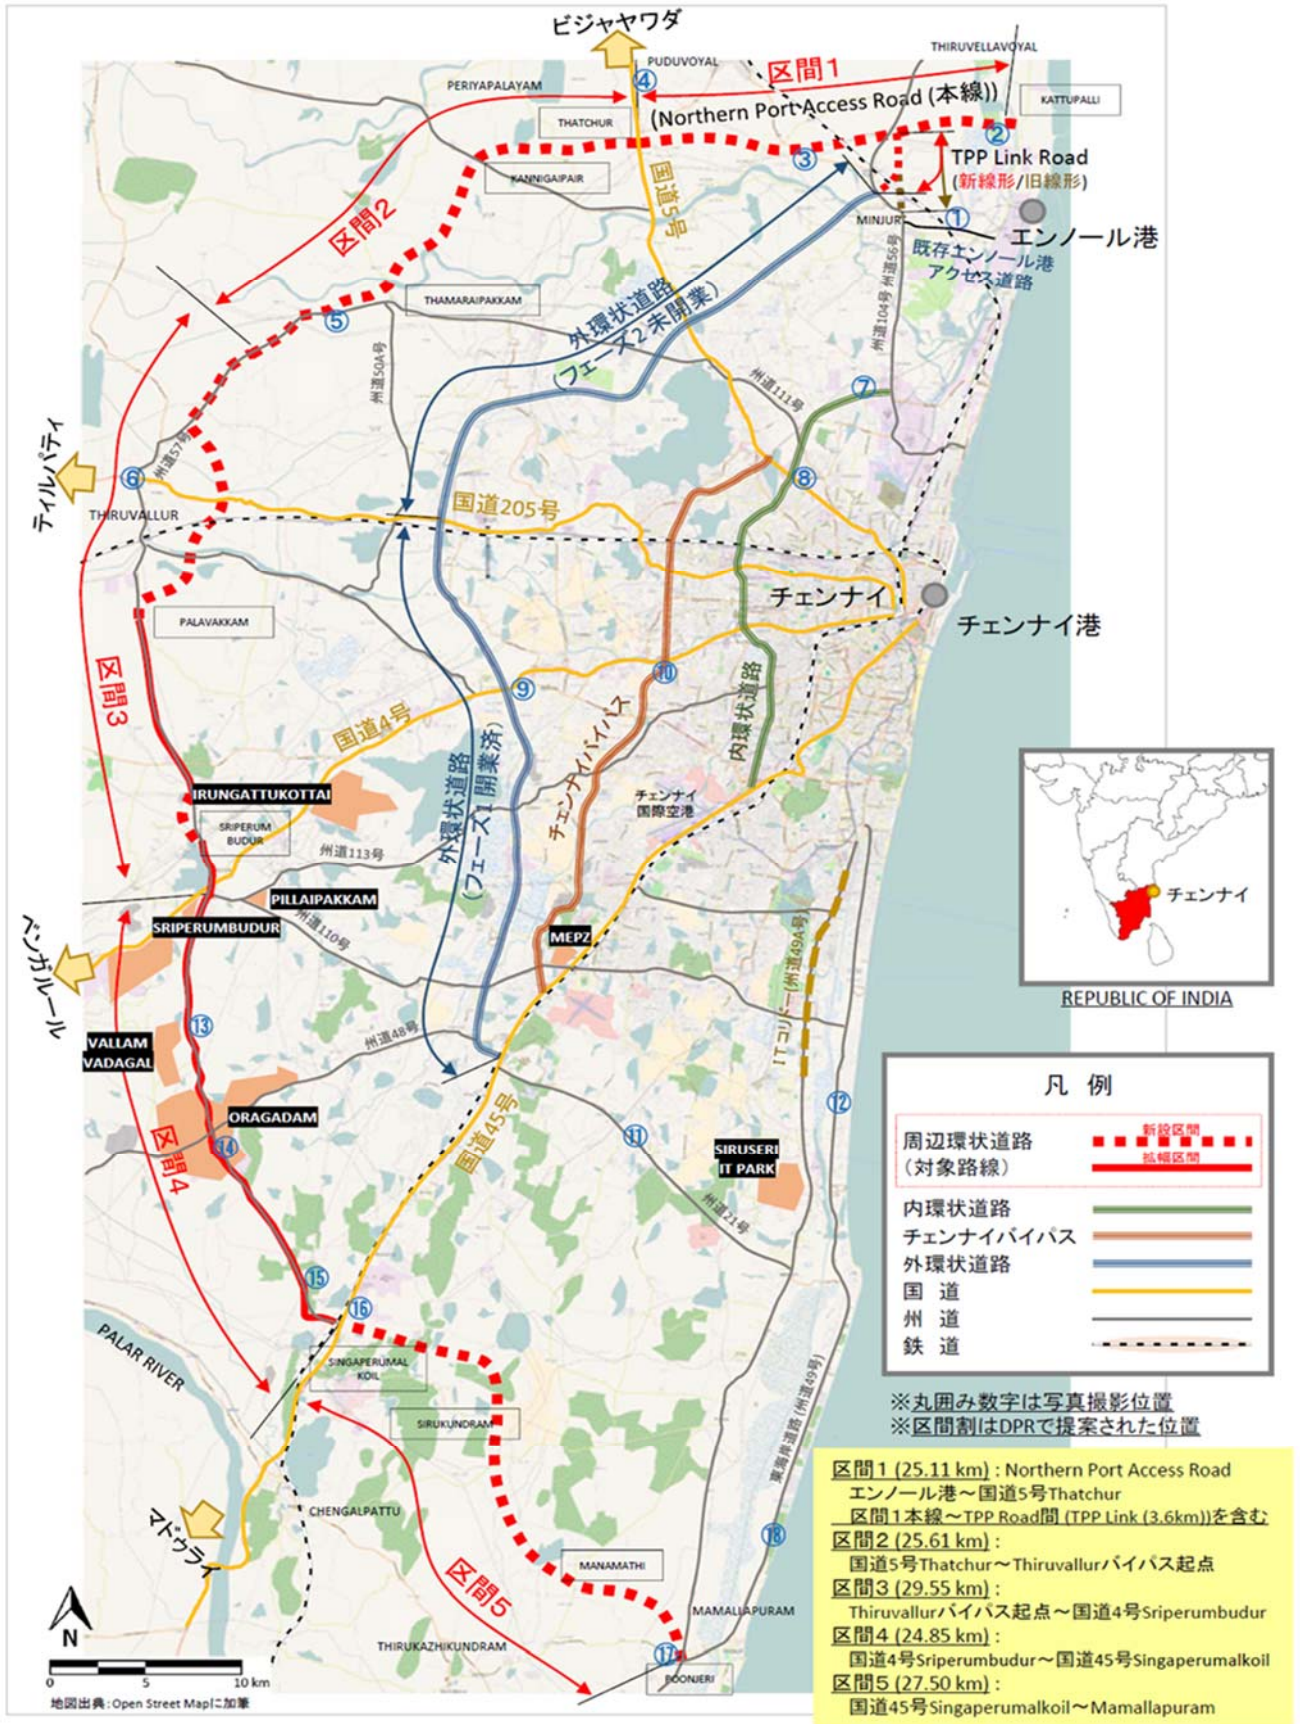 ビジャヤワダ
THIRUVELLAVOYAL
PUDUVOYAL
④
区間1
PERIYAPALAYAM
KATTUPALLI
(Northern Port Access Road (本線))
THATCHUR
②
③
TPP Link Road
(新線形/旧線形)
KANNIGAIPAIR
国道5号
区間2
MINJUR
①
エンノール港
既存エンノール港
アクセス道路
州道56号
州道104号
THAMARAIPAKKAM
⑤
外環状道路
(フェーズ2 未開業)
州道50A号
州道111号
⑦
州道57号
ティルパティ
⑥
⑧
THIRUVALLUR
国道205号
チェンナイ
チェンナイ港
PALAVAKKAM
区間3
⑩
⑨
内環状道路
国道4号
チェンナイバイパス
外環状道路
(フェーズ1 開業済)
IRUNGATTUKOTTAI
チェンナイ
国際空港
SRIPERUM
BUDUR
州道113号
PILLAIPAKKAM
SRIPERUMBUDUR
州道110号
MEPZ
ITコリドー(州道49A号)
ベンガルール
チェンナイ
REPUBLIC OF INDIA
⑬
VALLAM
VADAGAL
州道48号
ORAGADAM
⑭
区間4
国道45号
⑪
⑫
SIRUSERI
IT PARK
州道21号
凡 例
周辺環状道路
(対象路線)
新設区間
拡幅区間
内環状道路
チェンナイバイパス
外環状道路
国 道
州 道
鉄 道
⑮
⑯
PALAR RIVER
SINGAPERUMAL
KOIL
SIRUKUNDRAM
東海岸道路(州道49号)
※丸囲み数字は写真撮影位置
※区間割はDPRで提案された位置
CHENGALPATTU
マドゥライ
⑱
MANAMATHI
区間5
MAMALLAPURAM
THIRUKAZHIKUNDRAM
⑰
POONJERI
N
0 5 10 km
地図出典:Open Street Mapに加筆
区間1 (25.11 km) : Northern Port Access Road
エンノール港～国道5号Thatchur
区間1本線～TPP Road間 (TPP Link (3.6km))を含む
区間2 (25.61 km) :
国道5号Thatchur～Thiruvallurバイパス起点
区間3 (29.55 km) :
Thiruvallurバイパス起点～国道4号Sriperumbudur
区間4 (24.85 km) :
国道4号Sriperumbudur～国道45号Singaperumalkoil
区間5 (27.50 km) :
国道45号Singaperumalkoil～Mamallapuram